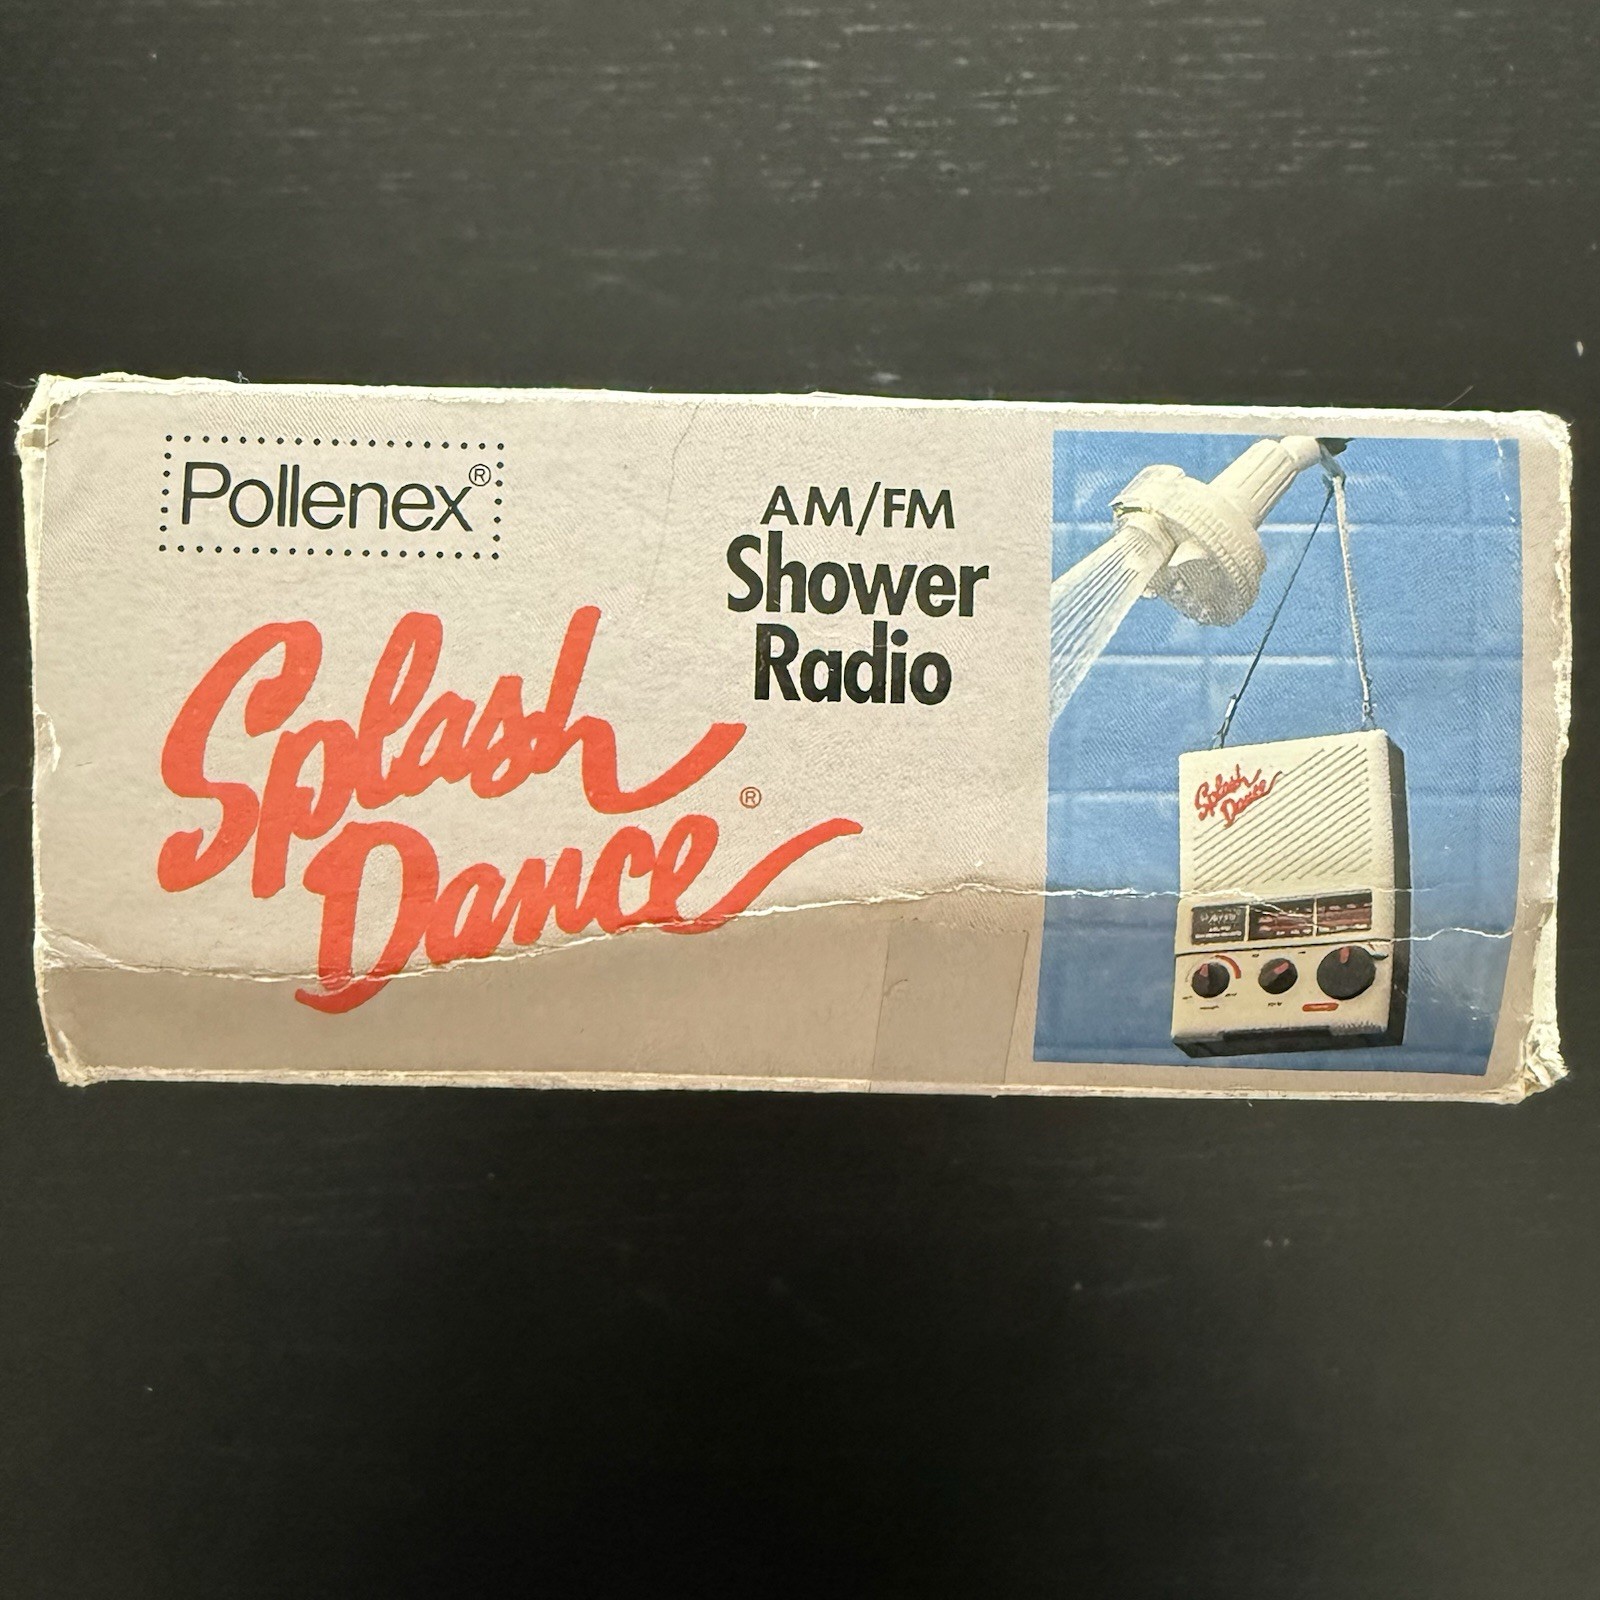 Pollenex®
AM/FM
Shower
Radio
Splash
Dance®
Splash
Dance